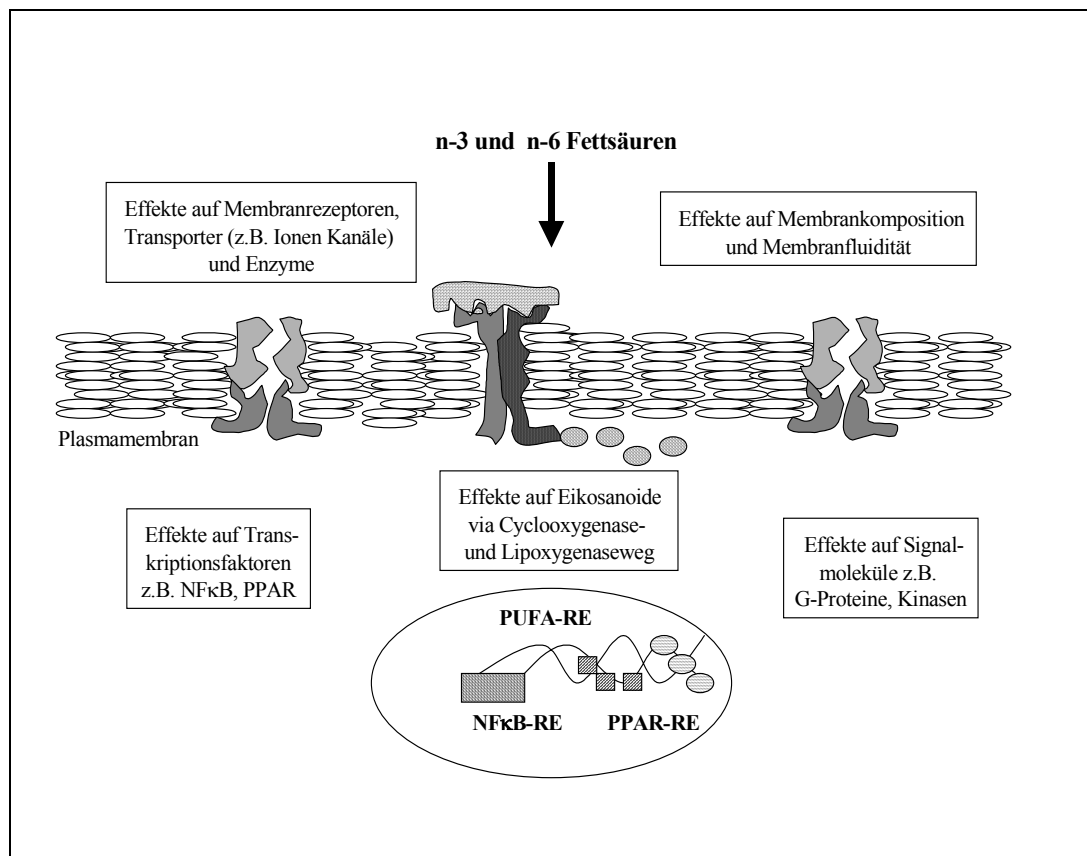 n-3 und n-6 Fettsäuren
Effekte auf Membranrezeptoren,
Transporter (z.B. Ionen Kanäle)
und Enzyme
Effekte auf Membrankomposition
und Membranfluidität
Plasmamembran
Effekte auf Trans-
kriptionsfaktoren
z.B. NFκB, PPAR
Effekte auf Eikosanoide
via Cyclooxygenase-
und Lipoxygenaseweg
Effekte auf Signal-
moleküle z.B.
G-Proteine, Kinasen
PUFA-RE
NFκB-RE
PPAR-RE